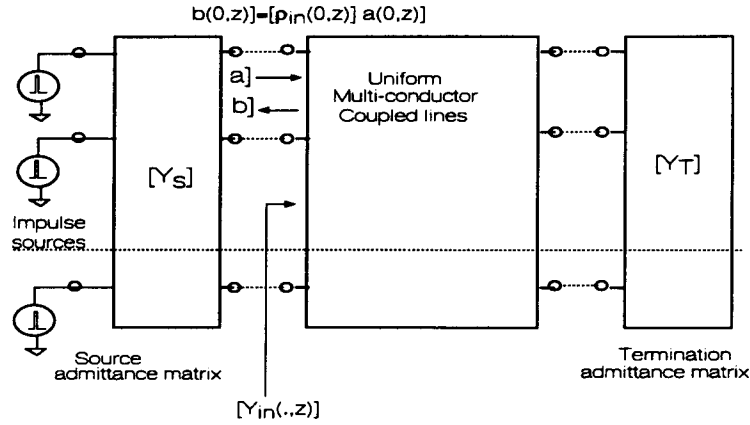 b(0,z)]=[ρin(0,z)] a(0,z)]
a]
b]
Uniform
Multi-conductor
Coupled lines
[YS]
[YT]
Impulse
sources
Source
admittance matrix
Termination
admittance matrix
[Yin(.,z)]